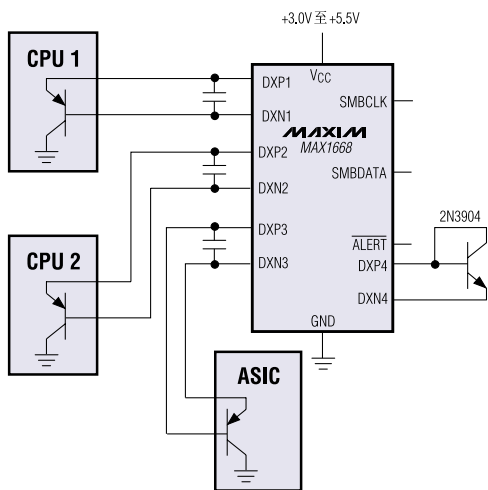 +3.0V 至 +5.5V
CPU 1
DXP1
VCC
SMBCLK
DXN1
MAXIM
MAX1668
DXP2
SMBDATA
DXN2
2N3904
DXP3
ALERT
CPU 2
DXN3
DXP4
DXN4
GND
ASIC